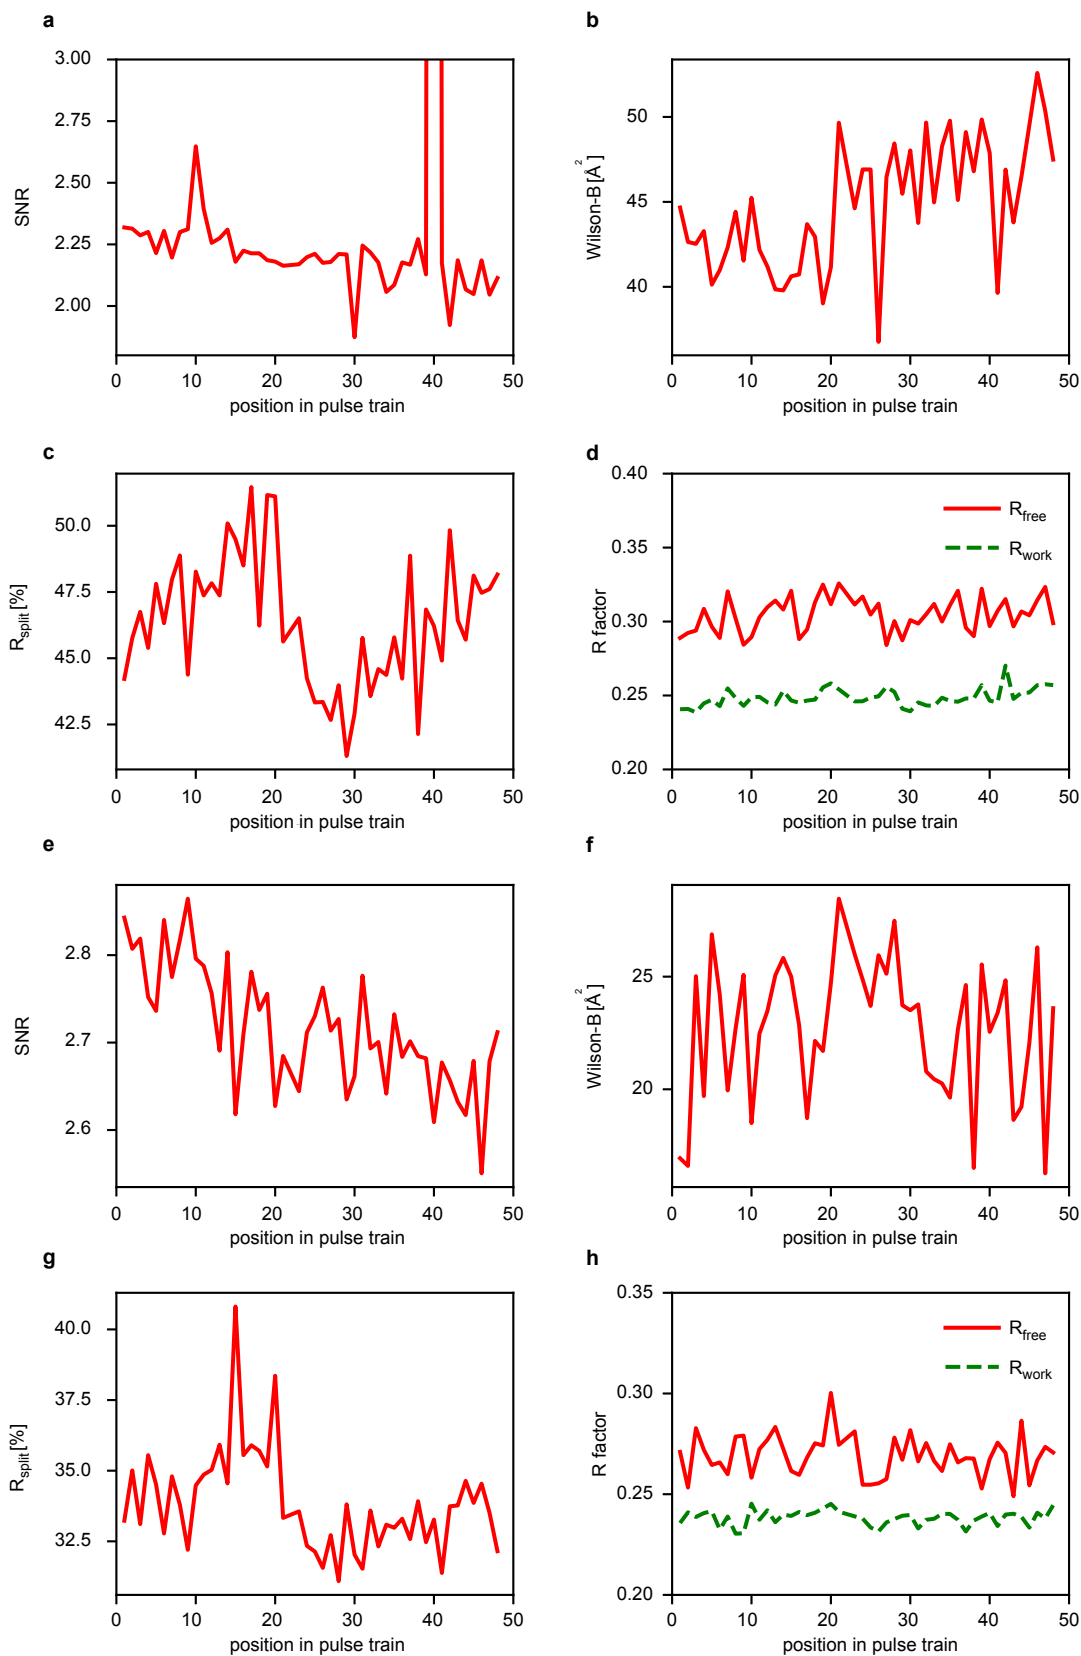 a
3.00
2.75
2.50
2.25
2.00
SNR
0 10 20 30 40 50
position in pulse train
b
50
45
40
Wilson-B [Å²]
0 10 20 30 40 50
position in pulse train
c
50.0
47.5
45.0
42.5
R_split [%]
0 10 20 30 40 50
position in pulse train
d
0.40
0.35
0.30
0.25
0.20
R factor
R_free
R_work
0 10 20 30 40 50
position in pulse train
e
2.8
2.7
2.6
SNR
0 10 20 30 40 50
position in pulse train
f
25
20
Wilson-B [Å²]
0 10 20 30 40 50
position in pulse train
g
40.0
37.5
35.0
32.5
R_split [%]
0 10 20 30 40 50
position in pulse train
h
0.35
0.30
0.25
0.20
R factor
R_free
R_work
0 10 20 30 40 50
position in pulse train